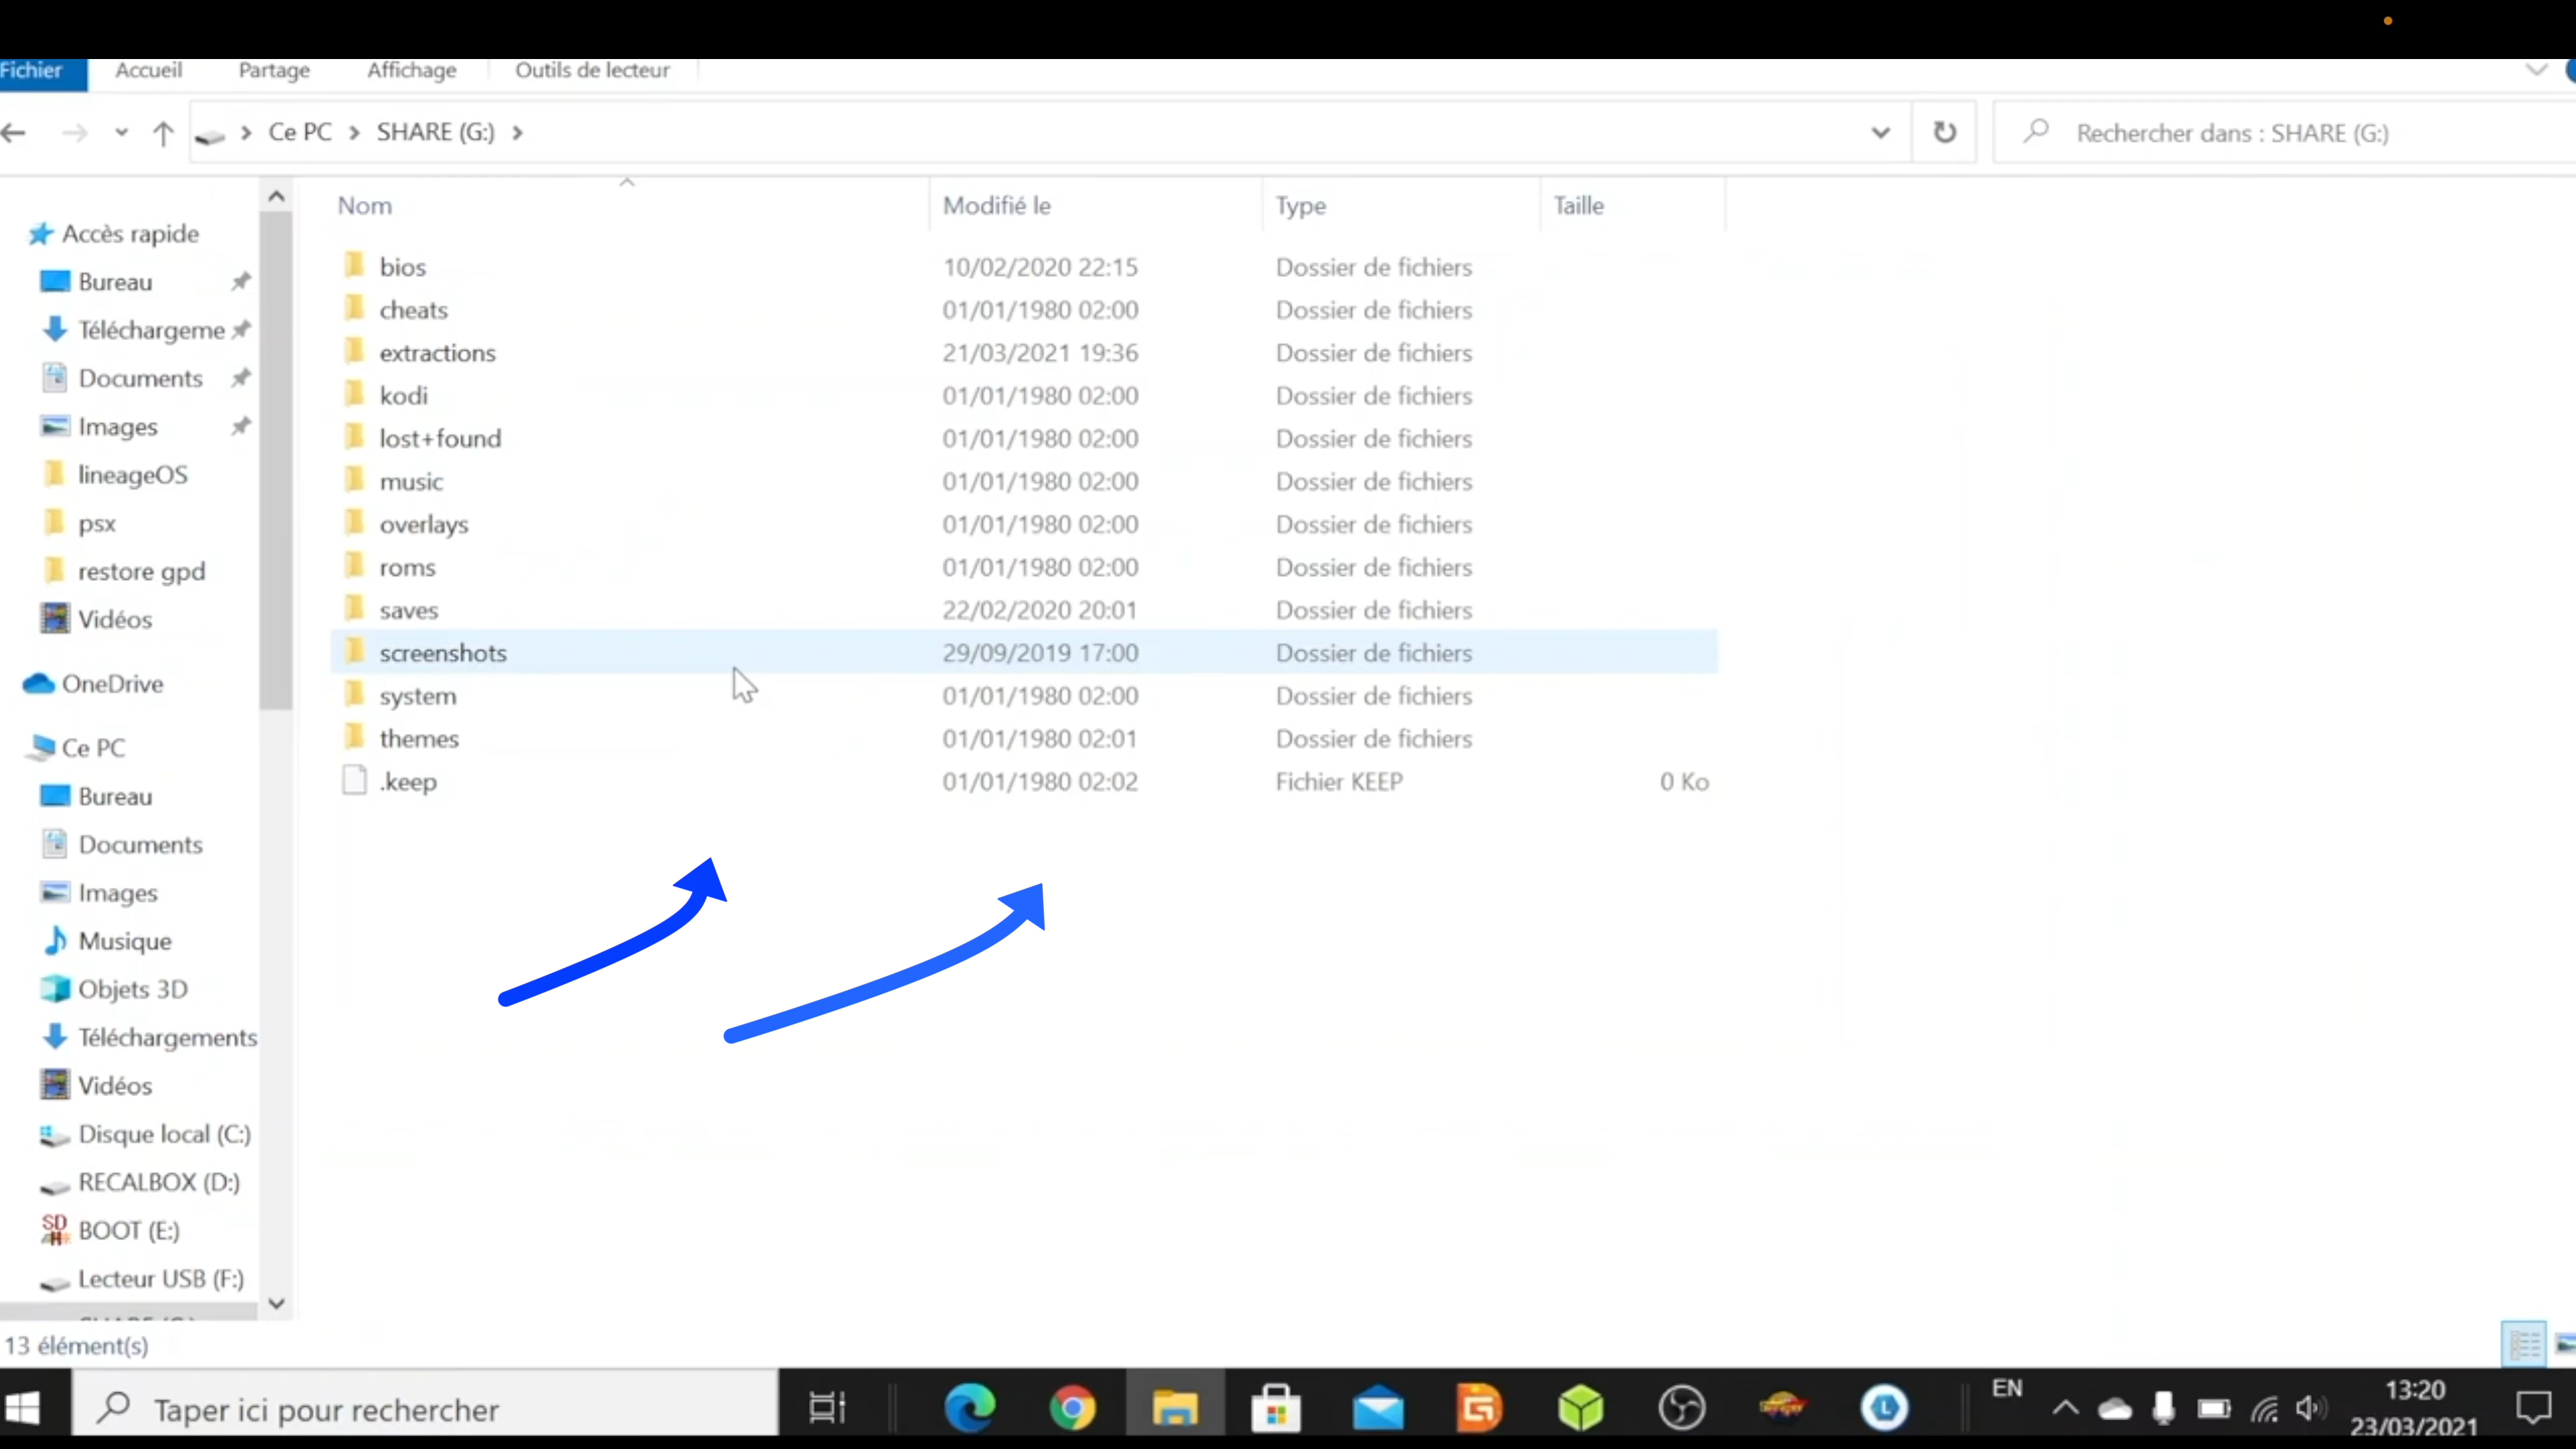 Fichier Accueil Partage Affichage Outils de lecteur
Ce PC SHARE (G:) Rechercher dans : SHARE (G:)
Nom Modifié le Type Taille
Accès rapide
Bureau
Téléchargeme
Documents
Images
lineageOS
psx
restore gpd
Vidéos
OneDrive
Ce PC
Bureau
Documents
Images
Musique
Objets 3D
Téléchargements
Vidéos
Disque local (C:)
RECALBOX (D:)
SD BOOT (E:)
Lecteur USB (F:)
bios 10/02/2020 22:15 Dossier de fichiers
cheats 01/01/1980 02:00 Dossier de fichiers
extractions 21/03/2021 19:36 Dossier de fichiers
kodi 01/01/1980 02:00 Dossier de fichiers
lost+found 01/01/1980 02:00 Dossier de fichiers
music 01/01/1980 02:00 Dossier de fichiers
overlays 01/01/1980 02:00 Dossier de fichiers
roms 01/01/1980 02:00 Dossier de fichiers
saves 22/02/2020 20:01 Dossier de fichiers
screenshots 29/09/2019 17:00 Dossier de fichiers
system 01/01/1980 02:00 Dossier de fichiers
themes 01/01/1980 02:01 Dossier de fichiers
.keep 01/01/1980 02:02 Fichier KEEP 0 Ko
13 élément(s)
Taper ici pour rechercher
EN
13:20
23/03/2021